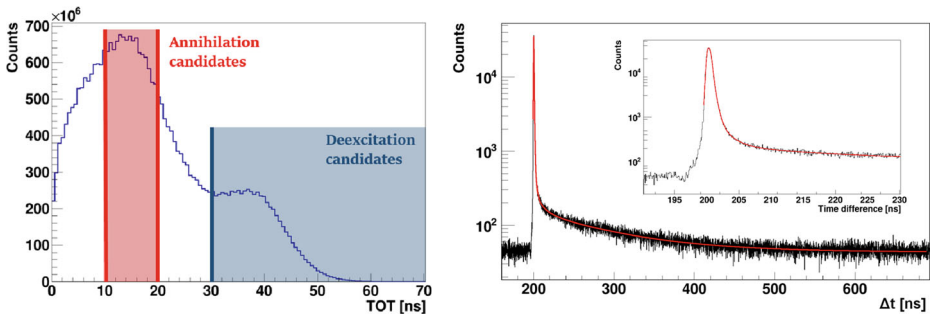 ×10⁶
Counts
700
600
500
400
300
200
100
0
Annihilation
candidates
Deexcitation
candidates
0 10 20 30 40 50 60 70
TOT [ns]
Counts
10⁴
10³
10²
200 300 400 500 600
Δt [ns]
Counts
10⁴
10³
10²
195 200 205 210 215 220 225 230
Time difference [ns]